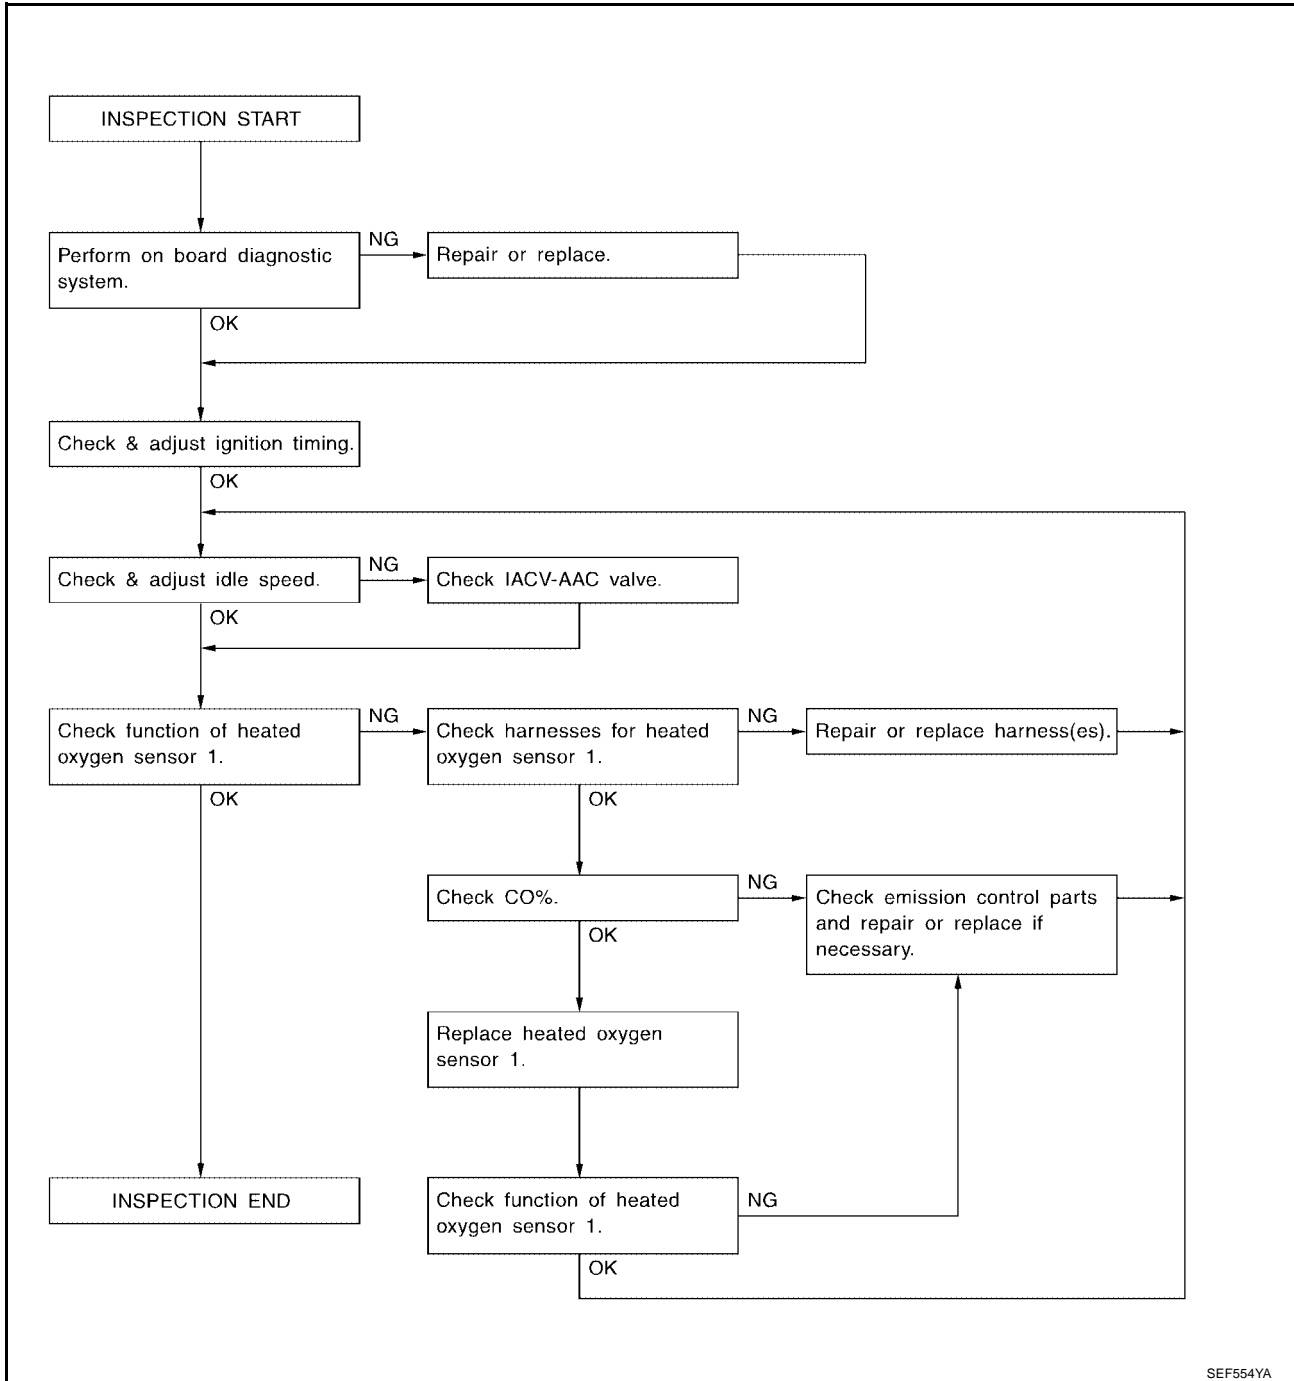 INSPECTION START
Perform on board diagnostic
system.
NG
Repair or replace.
OK
Check & adjust ignition timing.
OK
Check & adjust idle speed.
NG
Check IACV-AAC valve.
OK
Check function of heated
oxygen sensor 1.
NG
Check harnesses for heated
oxygen sensor 1.
NG
Repair or replace harness(es).
OK
OK
Check CO%.
NG
Check emission control parts
and repair or replace if
necessary.
OK
Replace heated oxygen
sensor 1.
INSPECTION END
Check function of heated
oxygen sensor 1.
NG
OK
SEF554YA